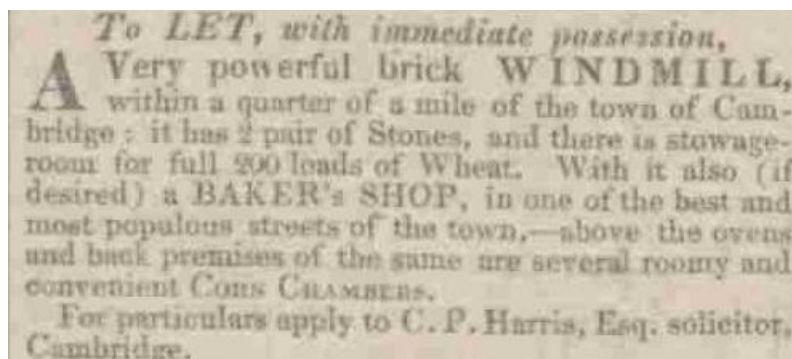 To LET, with immediate possession,
A Very powerful brick WINDMILL,
within a quarter of a mile of the town of Cam-
bridge; it has 2 pair of Stones, and there is stowage-
room for full 200 loads of Wheat. With it also (if
desired) a BAKER's SHOP, in one of the best and
most populous streets of the town,—above the ovens
and back premises of the same are several roomy and
convenient CORN CHAMBERS.
For particulars apply to C. P. Harris, Esq. solicitor,
Cambridge.